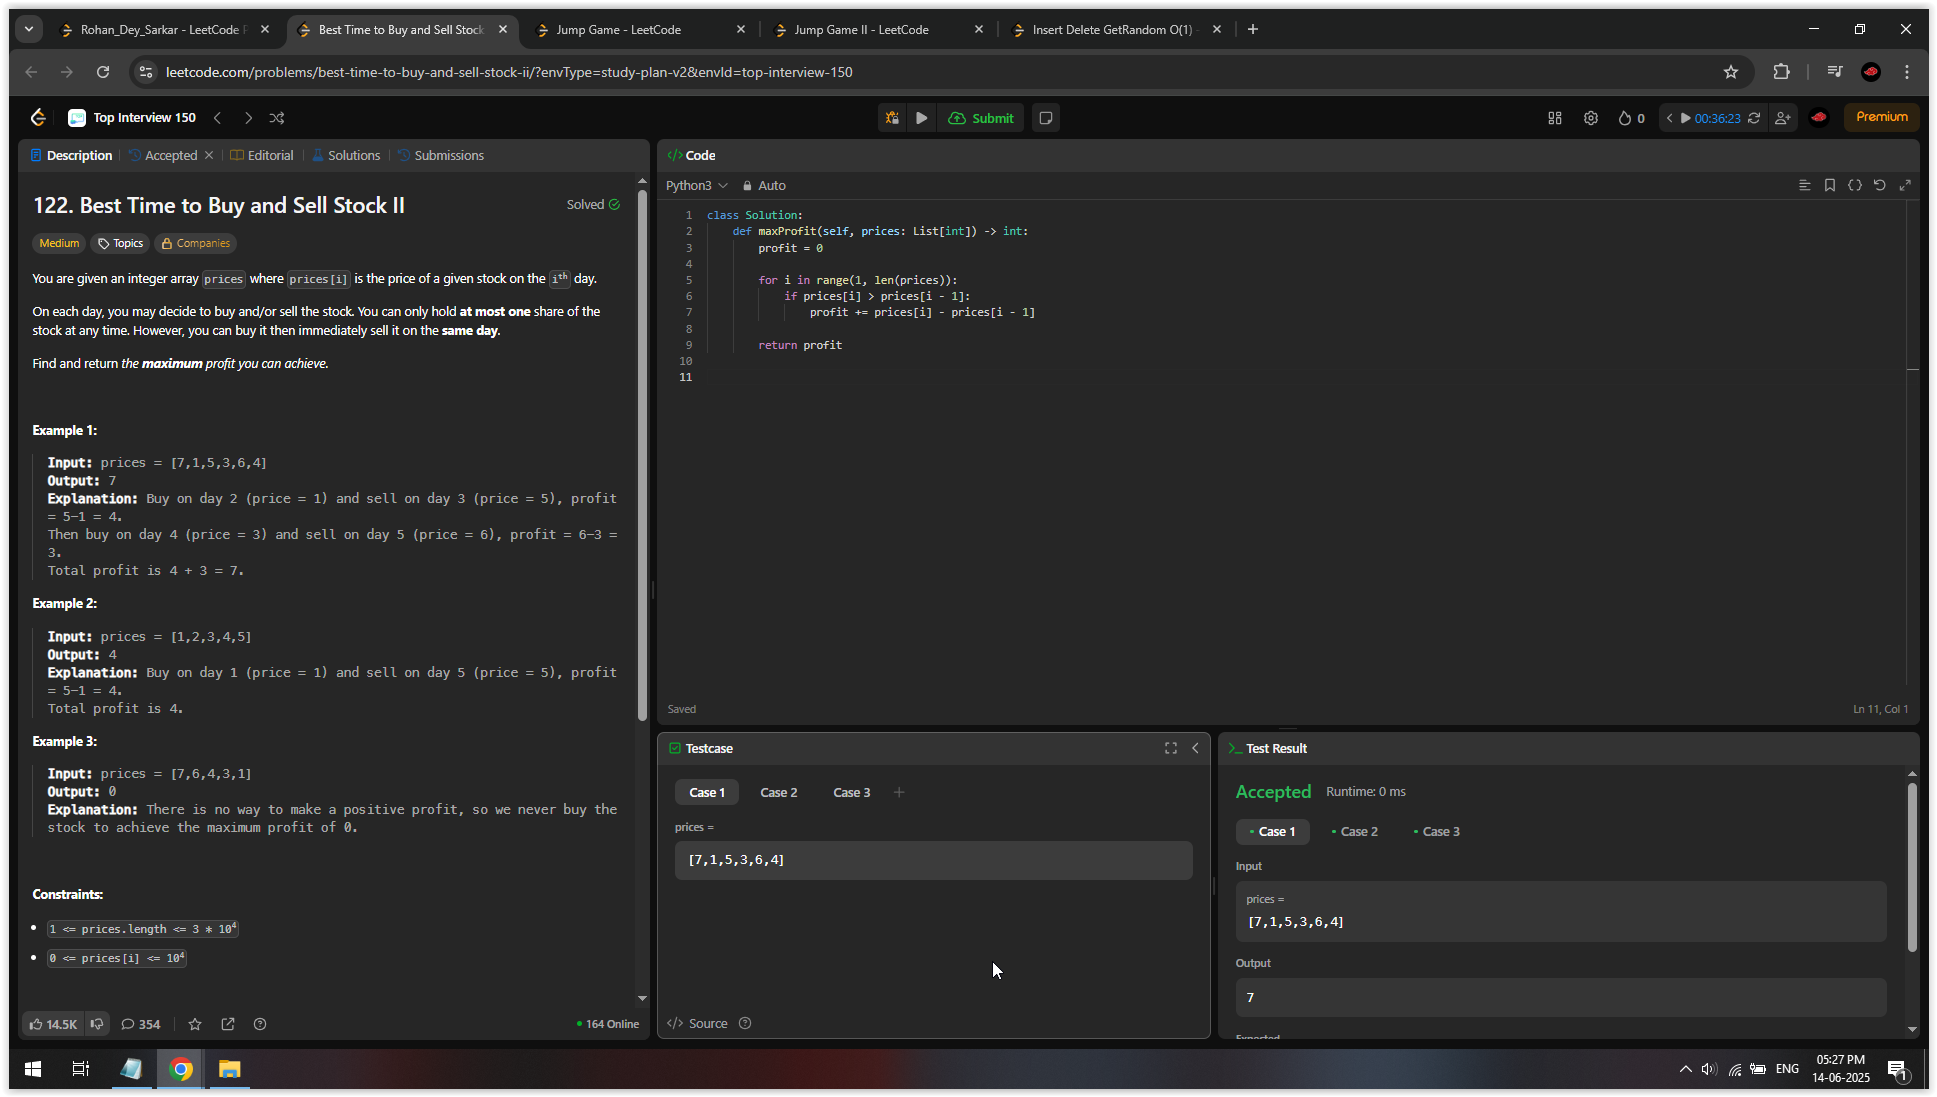 Rohan_Dey_Sarkar - LeetCode P
Best Time to Buy and Sell Stock
Jump Game - LeetCode
Jump Game II - LeetCode
Insert Delete GetRandom O(1) -
leetcode.com/problems/best-time-to-buy-and-sell-stock-ii/?envType=study-plan-v2&envId=top-interview-150
Top Interview 150
Submit
0
00:36:23
Premium
Description
Accepted
Editorial
Solutions
Submissions
122. Best Time to Buy and Sell Stock II
Solved
Medium
Topics
Companies
You are given an integer array prices where prices[i] is the price of a given stock on the ith day.
On each day, you may decide to buy and/or sell the stock. You can only hold at most one share of the
stock at any time. However, you can buy it then immediately sell it on the same day.
Find and return the maximum profit you can achieve.
Example 1:
Input: prices = [7,1,5,3,6,4]
Output: 7
Explanation: Buy on day 2 (price = 1) and sell on day 3 (price = 5), profit
= 5-1 = 4.
Then buy on day 4 (price = 3) and sell on day 5 (price = 6), profit = 6-3 =
3.
Total profit is 4 + 3 = 7.
Example 2:
Input: prices = [1,2,3,4,5]
Output: 4
Explanation: Buy on day 1 (price = 1) and sell on day 5 (price = 5), profit
= 5-1 = 4.
Total profit is 4.
Example 3:
Input: prices = [7,6,4,3,1]
Output: 0
Explanation: There is no way to make a positive profit, so we never buy the
stock to achieve the maximum profit of 0.
Constraints:
• 1 <= prices.length <= 3 * 10^4
• 0 <= prices[i] <= 10^4
14.5K
354
164 Online
</> Code
Python3
Auto
1 class Solution:
2     def maxProfit(self, prices: List[int]) -> int:
3         profit = 0
4
5         for i in range(1, len(prices)):
6             if prices[i] > prices[i - 1]:
7                 profit += prices[i] - prices[i - 1]
8
9         return profit
10
11
Saved
Ln 11, Col 1
Testcase
Case 1
Case 2
Case 3
+
prices =
[7,1,5,3,6,4]
</> Source
>_ Test Result
Accepted
Runtime: 0 ms
• Case 1
• Case 2
• Case 3
Input
prices =
[7,1,5,3,6,4]
Output
7
Expected
ENG
05:27 PM
14-06-2025
1